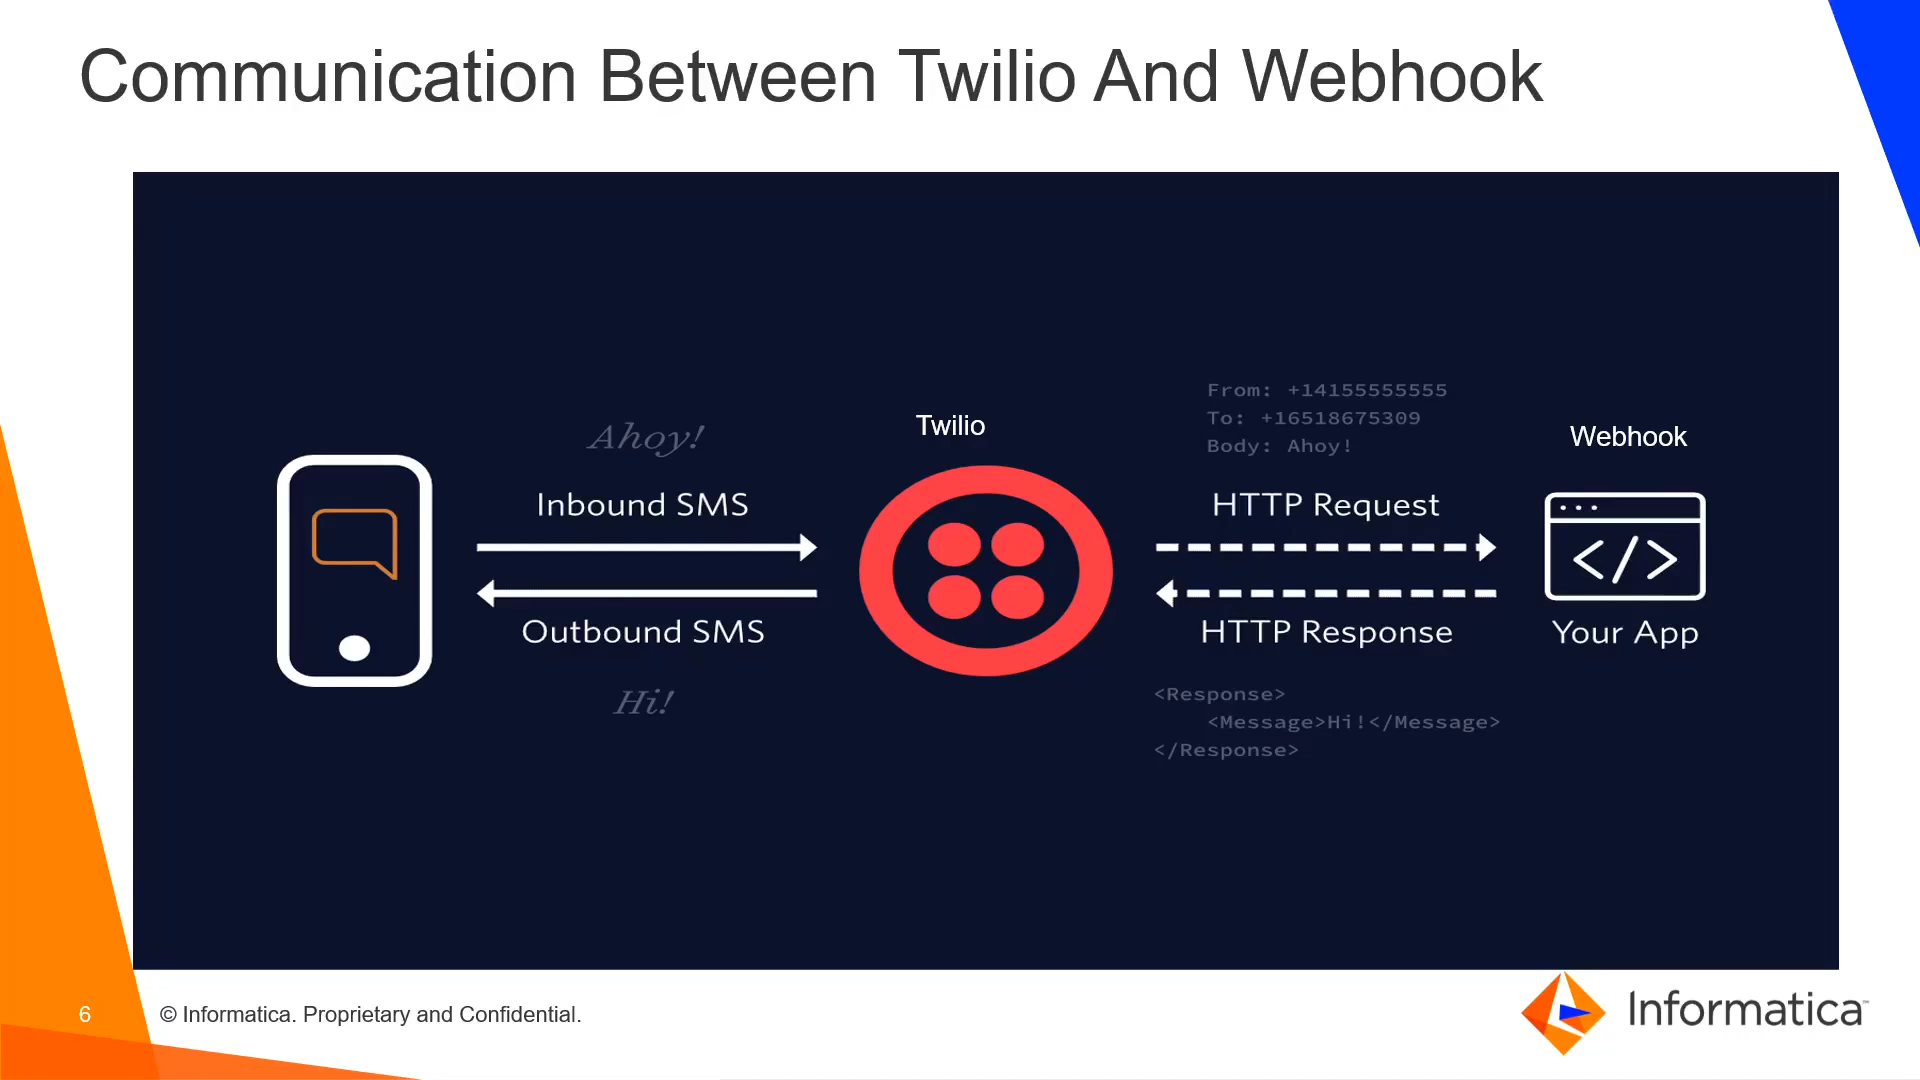 Communication Between Twilio And Webhook
Ahoy!
Inbound SMS
Outbound SMS
Hi!
Twilio
From: +14155555555
To: +16518675309
Body: Ahoy!
HTTP Request
HTTP Response
<Response>
<Message>Hi!</Message>
</Response>
Webhook
</>
Your App
6
© Informatica. Proprietary and Confidential.
Informatica™